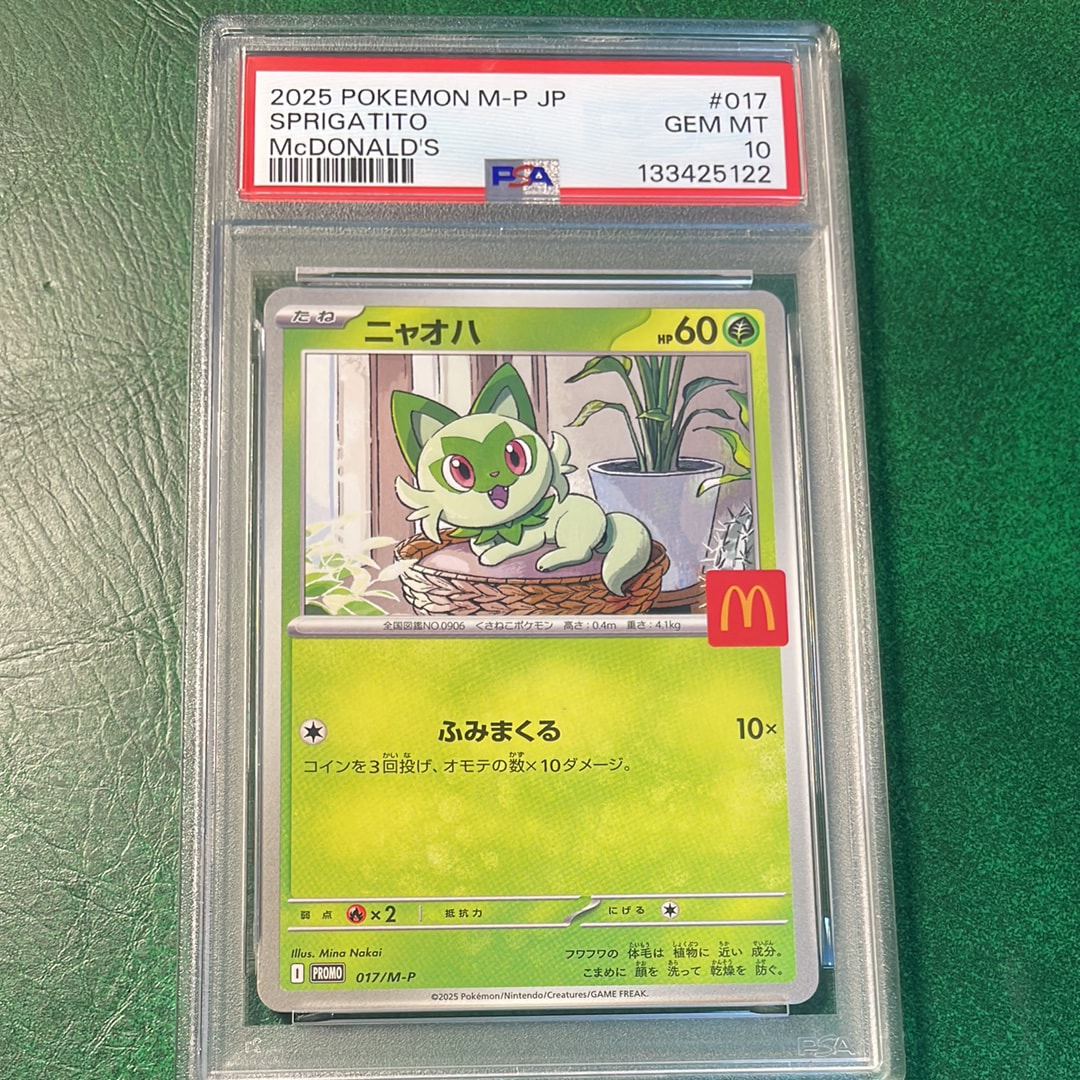 2025 POKEMON M-P JP #017
SPRIGATITO GEM MT
McDONALD'S 10
PSA 133425122
たね ニャオハ HP60
全国図鑑NO.0906 くさねこポケモン 高さ:0.4m 重さ:4.1kg
ふみまくる 10×
コインを3回投げ、オモテの数×10ダメージ。
弱点 ×2 抵抗力 にげる
Illus. Mina Nakai
フワフワの 体毛は 植物に 近い 成分。
こまめに 顔を 洗って 乾燥を 防ぐ。
I PROMO 017/M-P
©2025 Pokémon/Nintendo/Creatures/GAME FREAK.
PSA